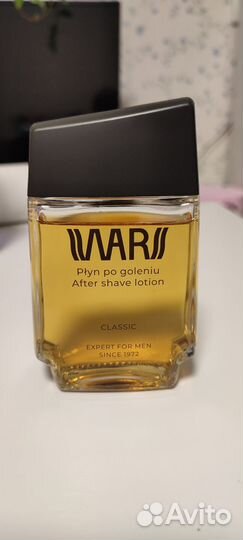 WARS
Płyn po goleniu
After shave lotion
CLASSIC
EXPERT FOR MEN
SINCE 1972
Avito